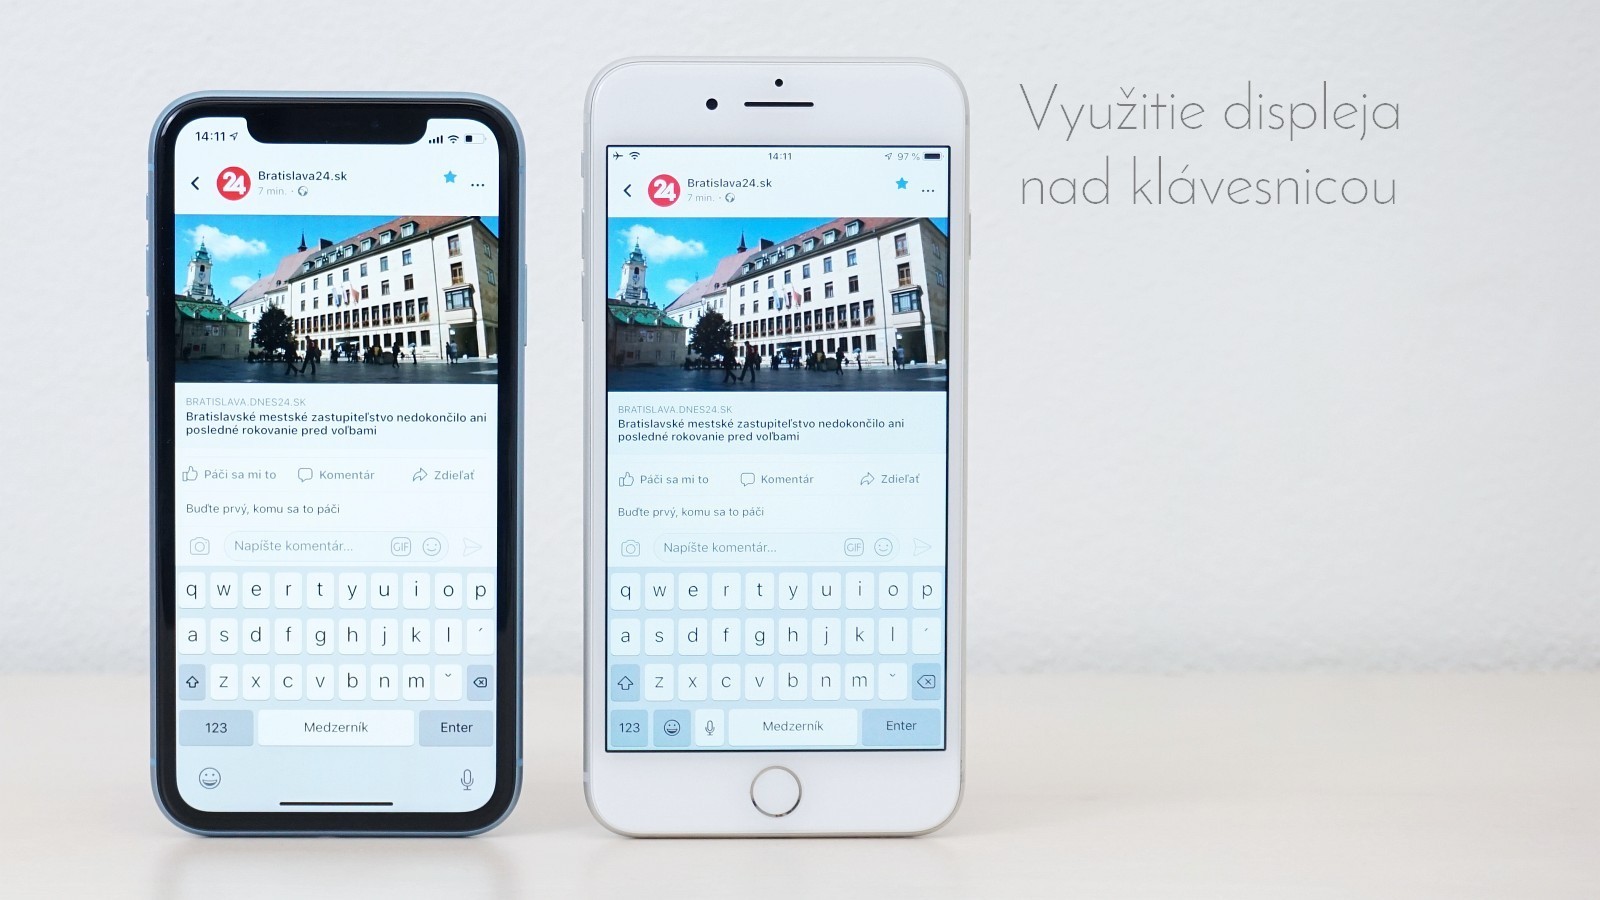 Využitie displeja
nad klávesnicou
14:11
24
Bratislava24.sk
7 min. ·
...
BRATISLAVA.DNES24.SK
Bratislavské mestské zastupiteľstvo nedokončilo ani
posledné rokovanie pred voľbami
Páči sa mi to Komentár Zdieľať
Buďte prvý, komu sa to páči
Napíšte komentár... GIF
q w e r t y u i o p
a s d f g h j k l ´
z x c v b n m ˇ
123 Medzerník Enter
14:11 97 %
24
Bratislava24.sk
7 min. ·
...
BRATISLAVA.DNES24.SK
Bratislavské mestské zastupiteľstvo nedokončilo ani
posledné rokovanie pred voľbami
Páči sa mi to Komentár Zdieľať
Buďte prvý, komu sa to páči
Napíšte komentár... GIF
q w e r t y u i o p
a s d f g h j k l ´
z x c v b n m ˇ
123 Medzerník Enter